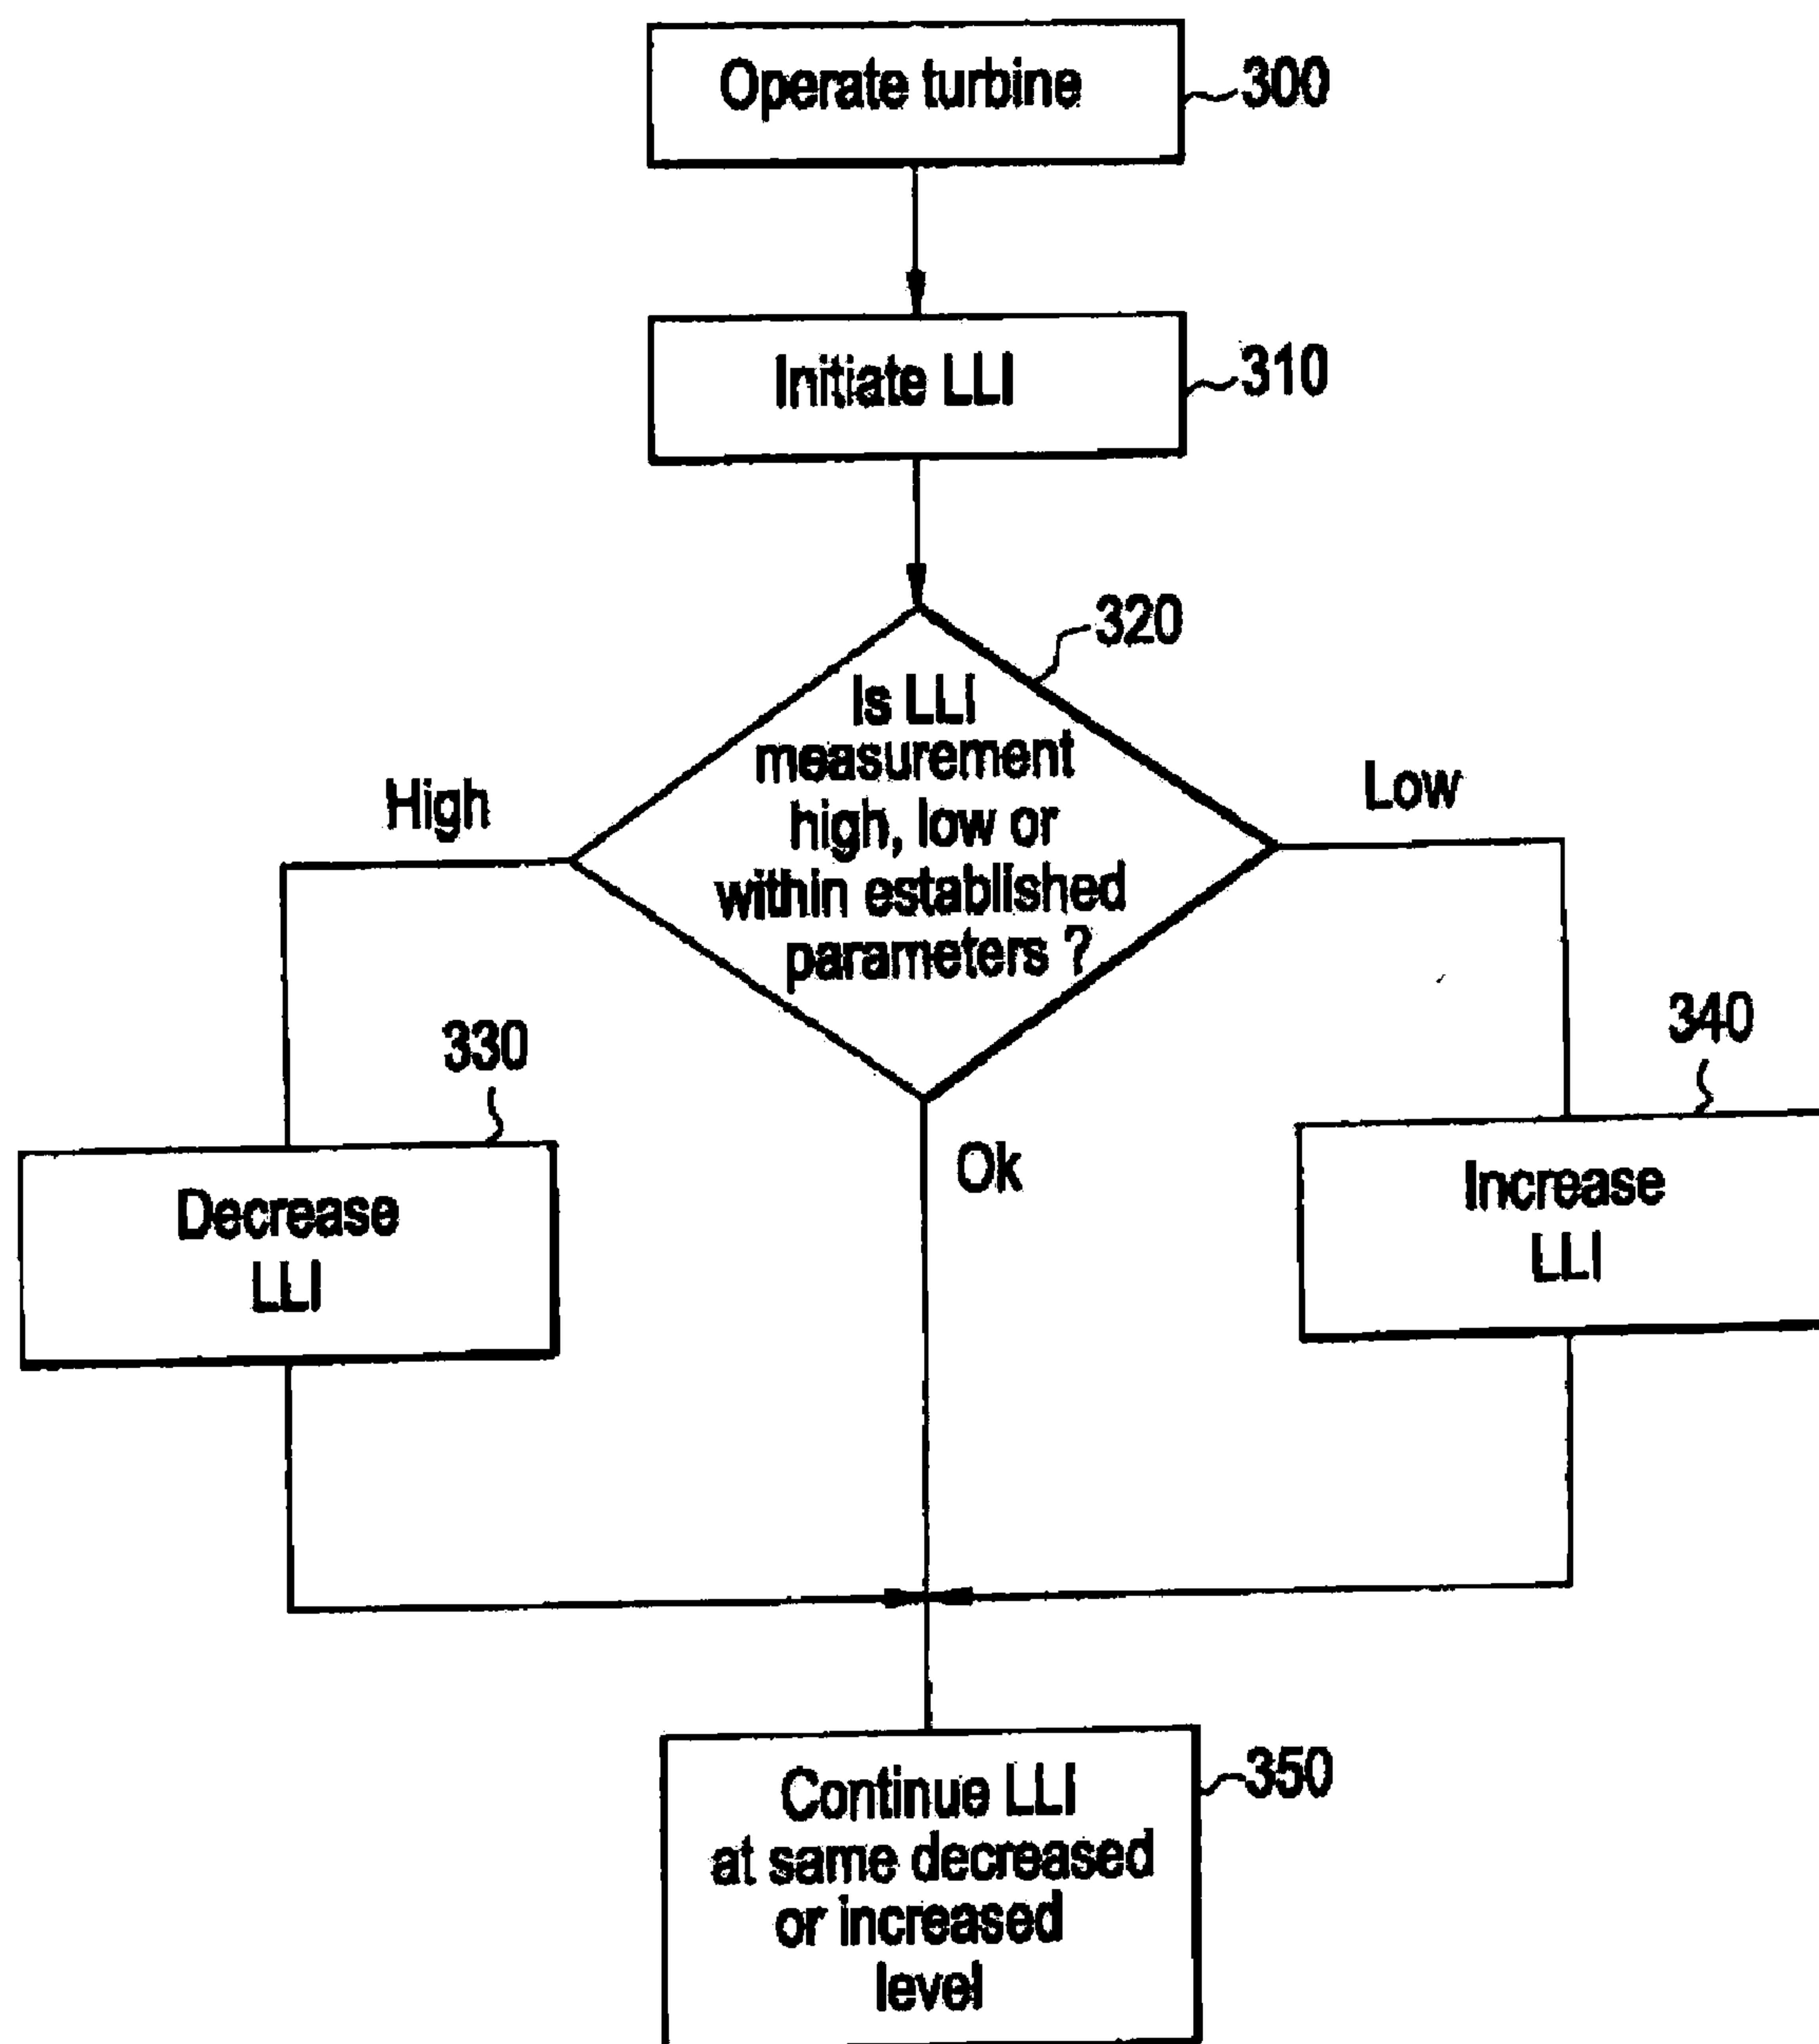 Operate turbine
300
Initiate LLI
310
320
Is LLI
measurement
high, low or
within established
parameters ?
High
Low
330
340
Decrease
LLI
Ok
Increase
LLI
Continue LLI
at same decreased
or increased
level
350